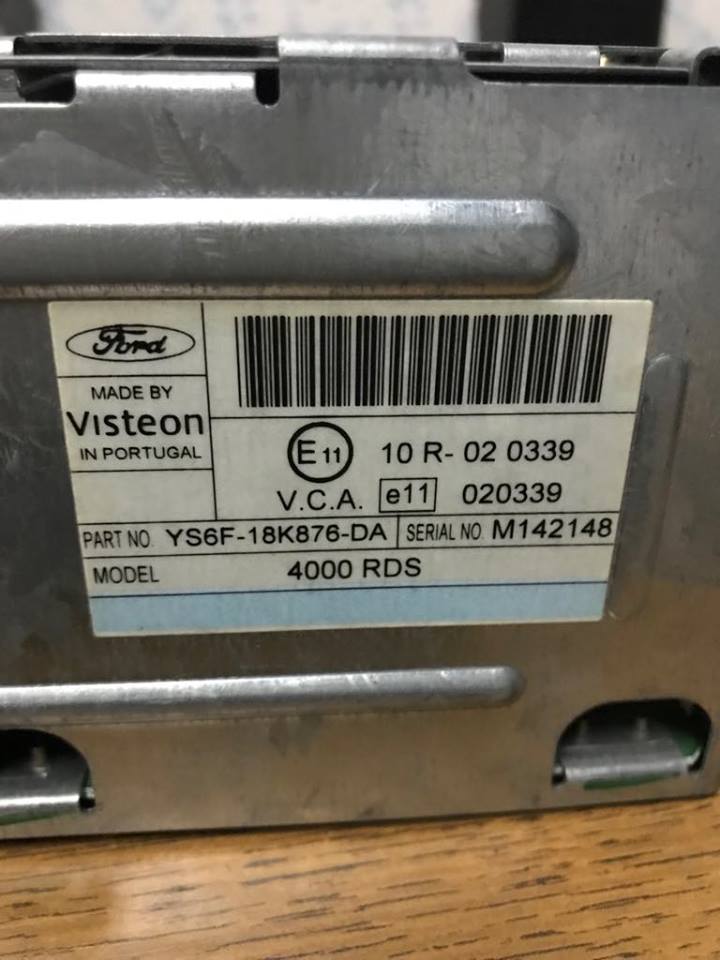 Ford
MADE BY
Visteon
IN PORTUGAL
E11 10 R- 02 0339
V.C.A. e11 020339
PART NO. YS6F-18K876-DA SERIAL NO. M142148
MODEL 4000 RDS